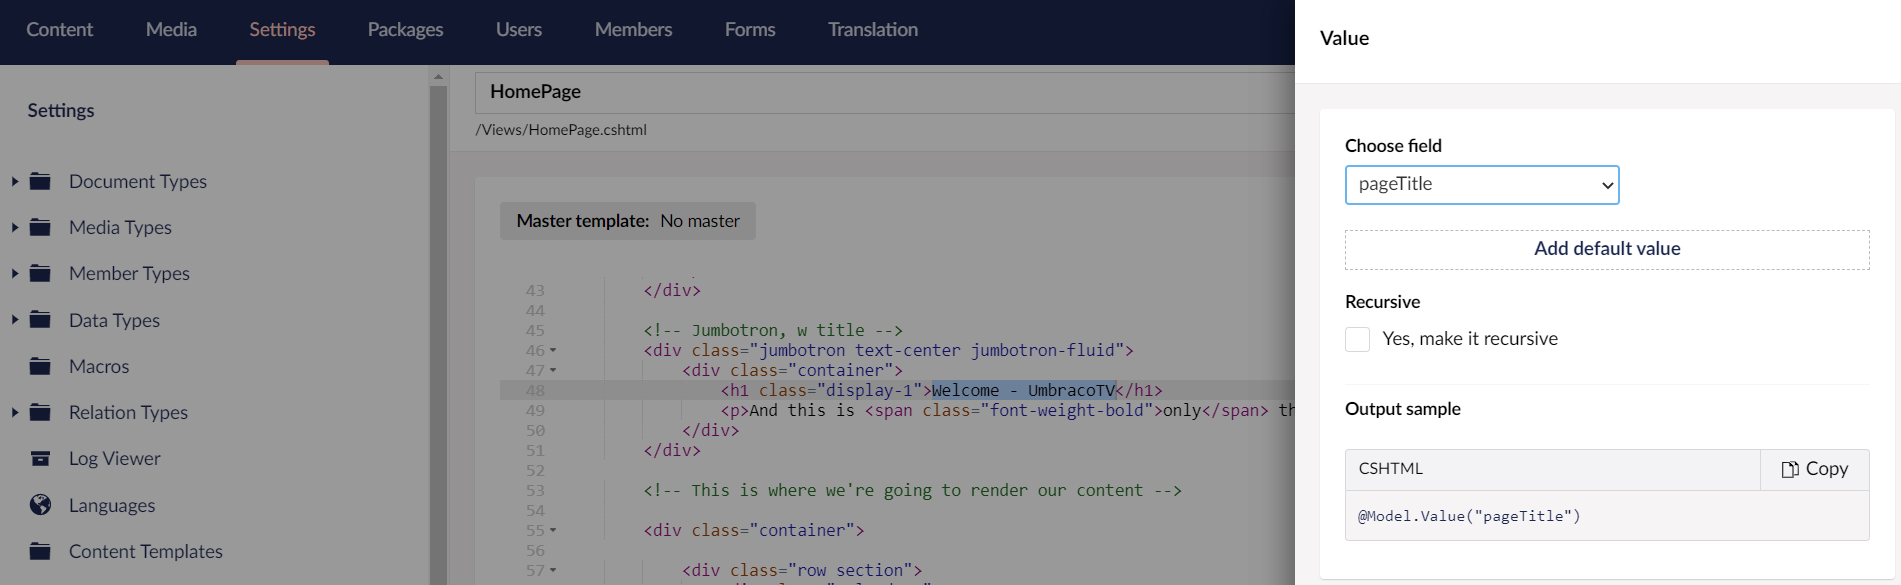 Content Media Settings Packages Users Members Forms Translation
Settings
Document Types
Media Types
Member Types
Data Types
Macros
Relation Types
Log Viewer
Languages
Content Templates
HomePage
/Views/HomePage.cshtml
Master template: No master
43 </div>
44
45 <!-- Jumbotron, w title -->
46 <div class="jumbotron text-center jumbotron-fluid">
47 <div class="container">
48 <h1 class="display-1">Welcome - UmbracoTV</h1>
49 <p>And this is <span class="font-weight-bold">only</span> th
50 </div>
51 </div>
52
53 <!-- This is where we're going to render our content -->
54
55 <div class="container">
56
57 <div class="row section">
Value
Choose field
pageTitle
Add default value
Recursive
Yes, make it recursive
Output sample
CSHTML Copy
@Model.Value("pageTitle")